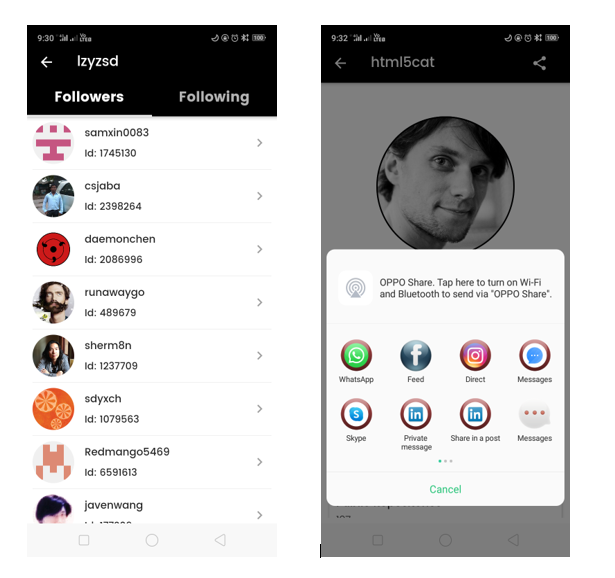 9:30
100
lzyzsd
Followers Following
samxin0083
Id: 1745130
csjaba
Id: 2398264
daemonchen
Id: 2086996
runawaygo
Id: 489679
sherm8n
Id: 1237709
sdyxch
Id: 1079563
Redmango5469
Id: 6591613
javenwang
9:32
100
html5cat
OPPO Share. Tap here to turn on Wi-Fi
and Bluetooth to send via "OPPO Share".
WhatsApp Feed Direct Messages
Skype Private Share in a post Messages
message
Cancel